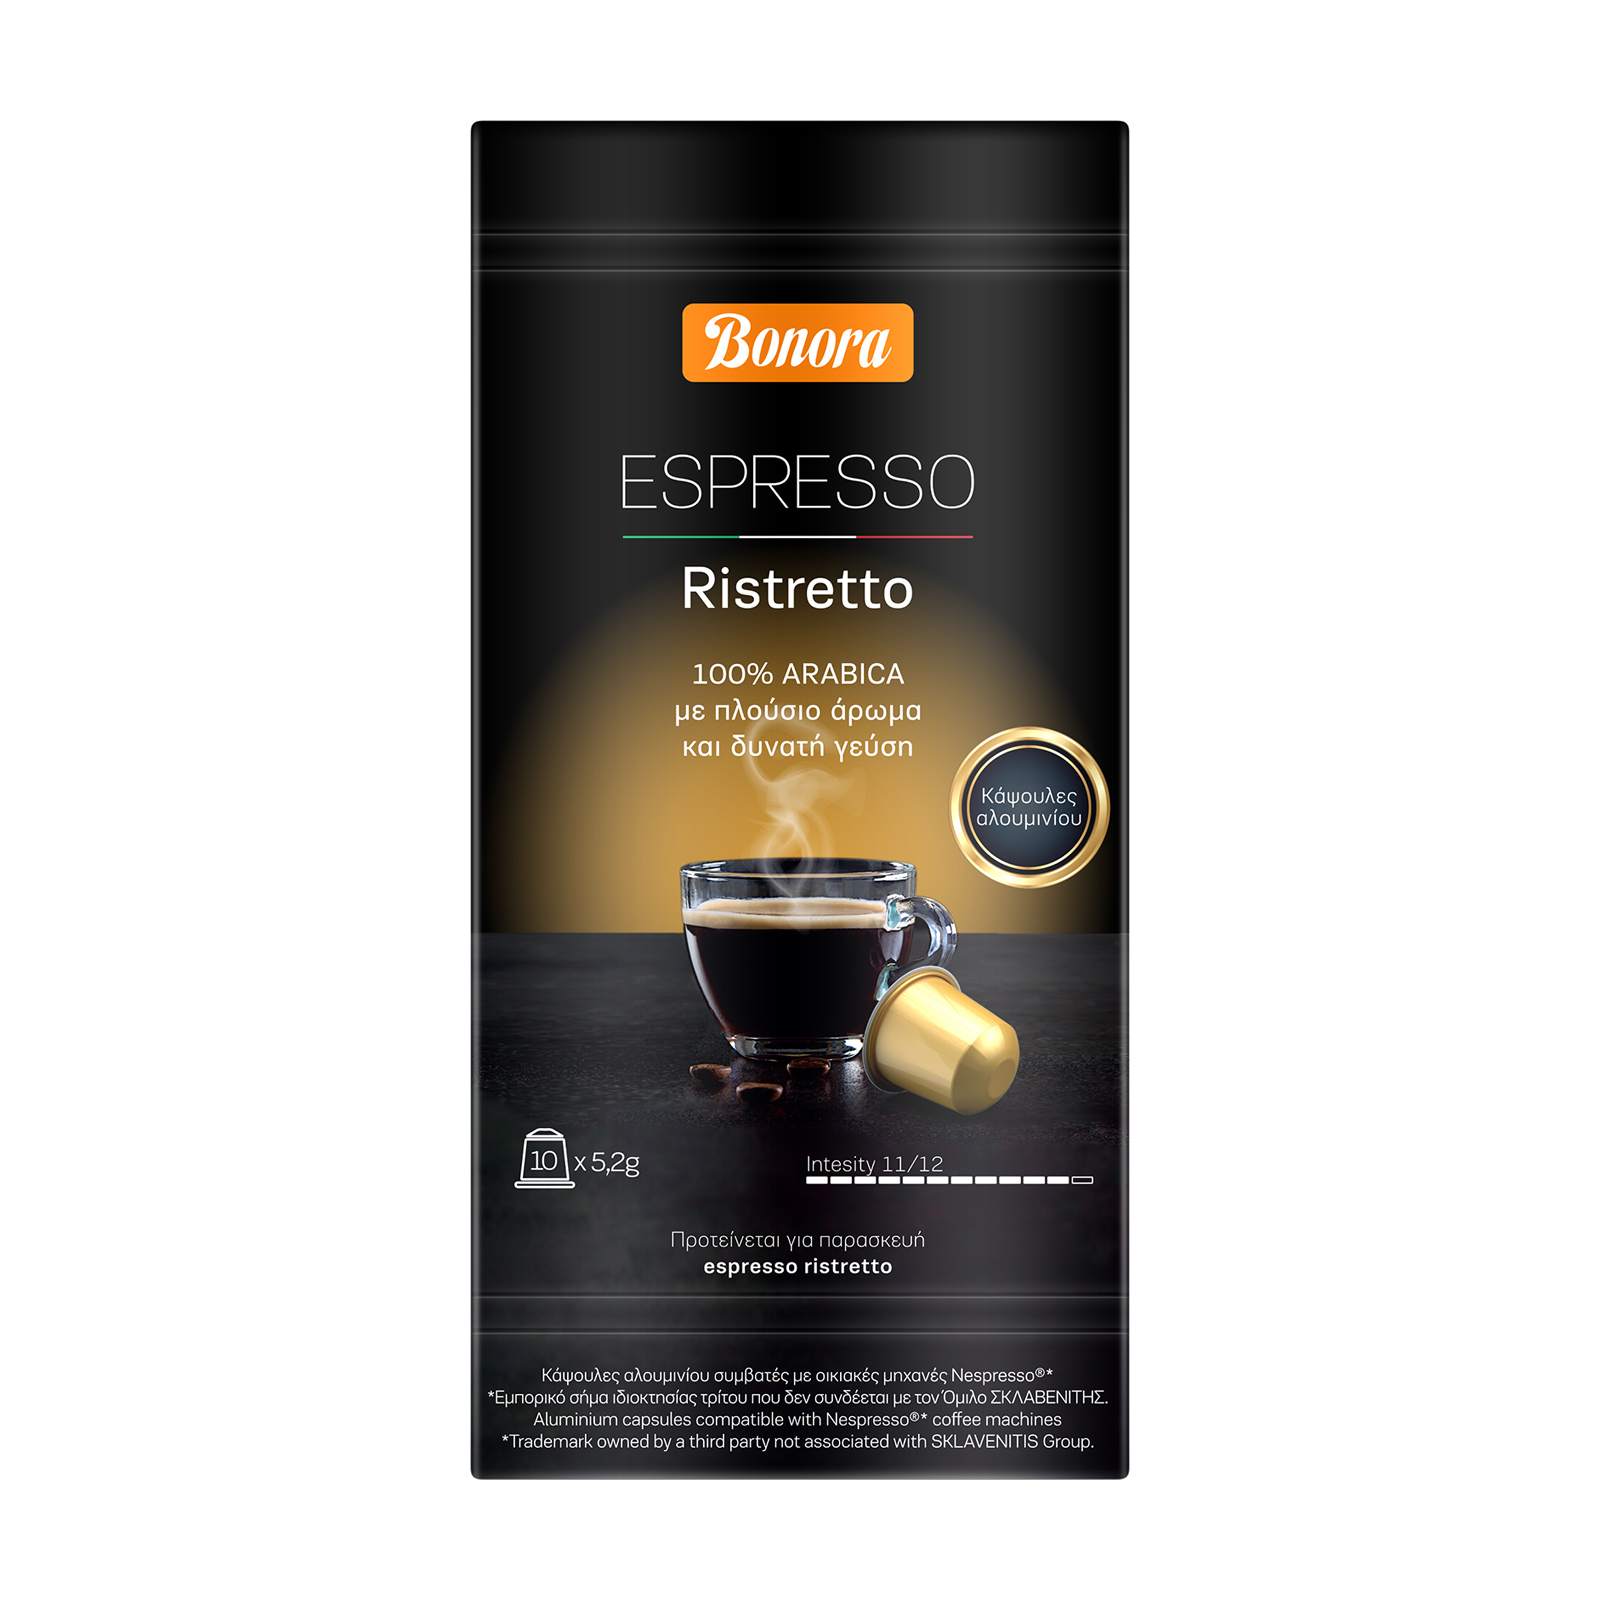 Bonora
ESPRESSO
Ristretto
100% ARABICA
με πλούσιο άρωμα
και δυνατή γεύση
Κάψουλες
αλουμινίου
10 x 5,2g
Intesity 11/12
Προτείνεται για παρασκευή
espresso ristretto
Κάψουλες αλουμινίου συμβατές με οικιακές μηχανές Nespresso®*
*Εμπορικό σήμα ιδιοκτησίας τρίτου που δεν συνδέεται με τον Όμιλο ΣΚΛΑΒΕΝΙΤΗΣ.
Aluminium capsules compatible with Nespresso®* coffee machines
*Trademark owned by a third party not associated with SKLAVENITIS Group.